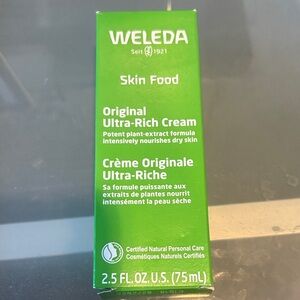 WELEDA
Seit 1921
Skin Food
Original
Ultra-Rich Cream
Potent plant-extract formula
intensively nourishes dry skin
Crème Originale
Ultra-Riche
Sa formule puissante aux
extraits de plantes nourrit
intensément la peau sèche
Certified Natural Personal Care
Cosmétiques Naturels Certifiés
2.5 FL.OZ.U.S. (75mL)